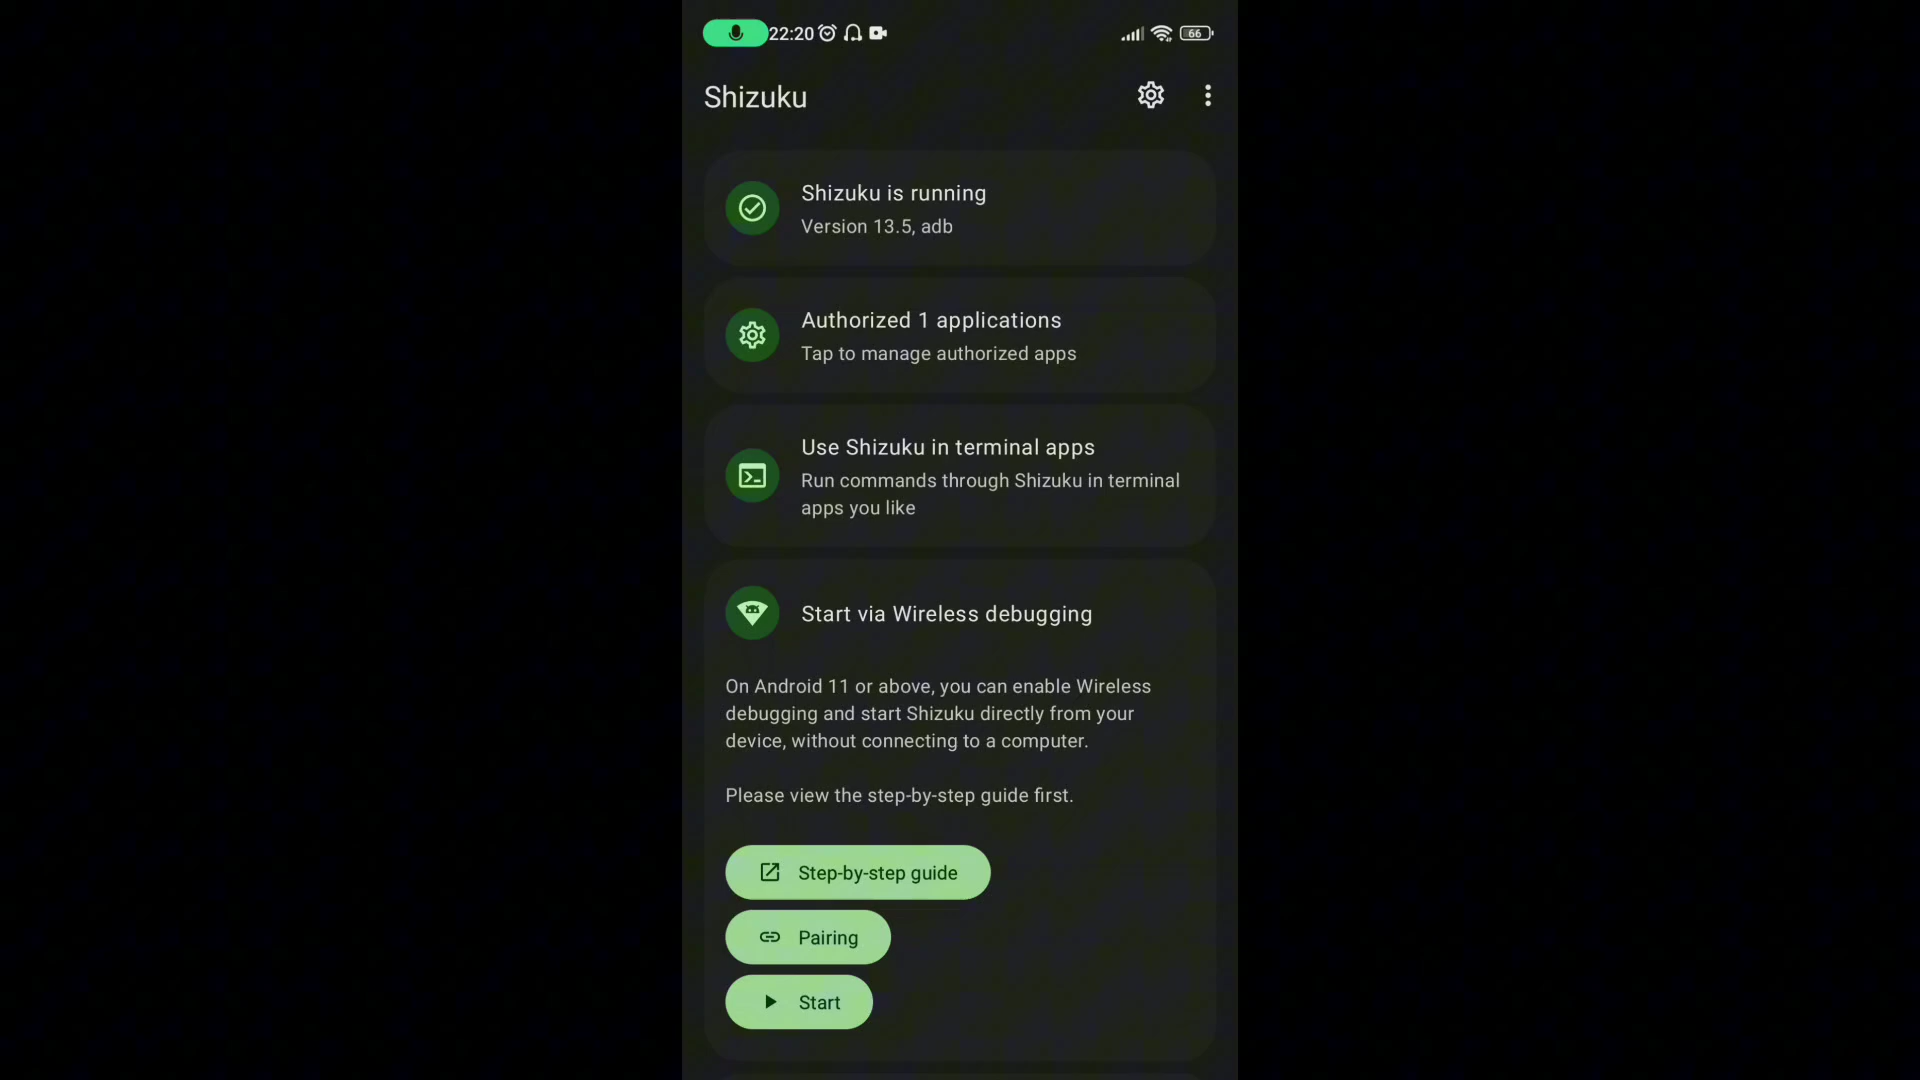 22:20
66
Shizuku
Shizuku is running
Version 13.5, adb
Authorized 1 applications
Tap to manage authorized apps
Use Shizuku in terminal apps
Run commands through Shizuku in terminal
apps you like
Start via Wireless debugging
On Android 11 or above, you can enable Wireless
debugging and start Shizuku directly from your
device, without connecting to a computer.
Please view the step-by-step guide first.
Step-by-step guide
Pairing
Start